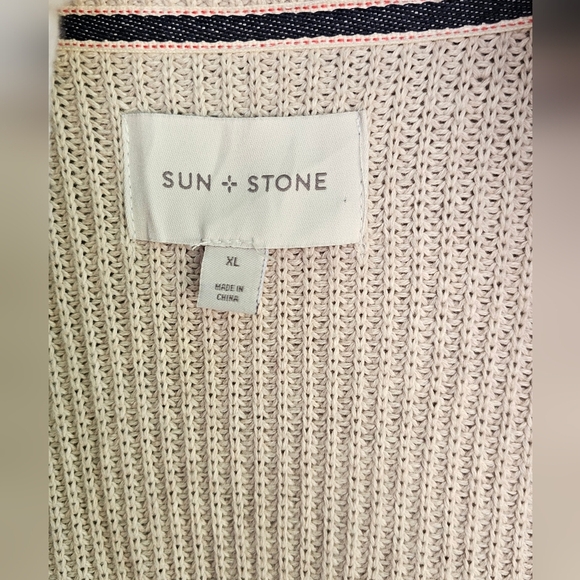 SUN + STONE
XL
MADE IN
CHINA